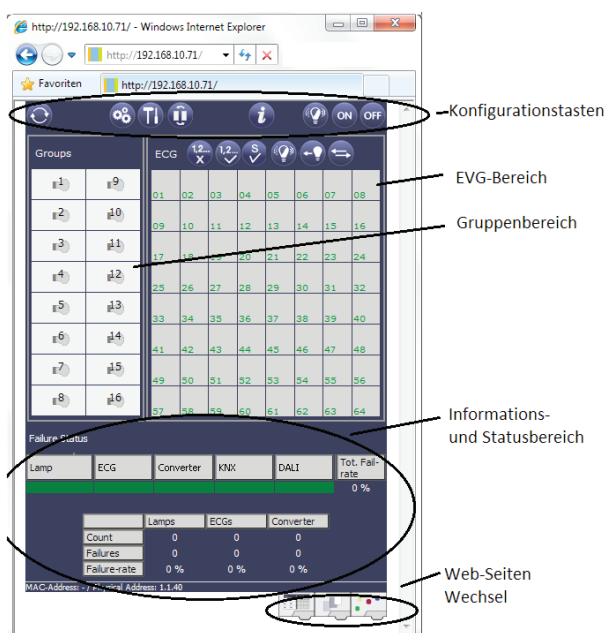 http://192.168.10.71/ - Windows Internet Explorer
http://192.168.10.71/
Favoriten
http://192.168.10.71/
i
ON
OFF
Konfigurationstasten
Groups
ECG
1,2... X
1,2...
S
EVG-Bereich
Gruppenbereich
1 9
2 10
3 11
4 12
5 13
6 14
7 15
8 16
01 02 03 04 05 06 07 08
09 10 11 12 13 14 15 16
17 18 19 20 21 22 23 24
25 26 27 28 29 30 31 32
33 34 35 36 37 38 39 40
41 42 43 44 45 46 47 48
49 50 51 52 53 54 55 56
57 58 59 60 61 62 63 64
Informations-
und Statusbereich
Failure Status
Lamp ECG Converter KNX DALI Tot. Fail-
rate
0 %
Lamps ECGs Converter
Count 0 0 0
Failures 0 0 0
Failure-rate 0 % 0 % 0 %
MAC-Address: - / Physical Address: 1.1.40
Web-Seiten
Wechsel